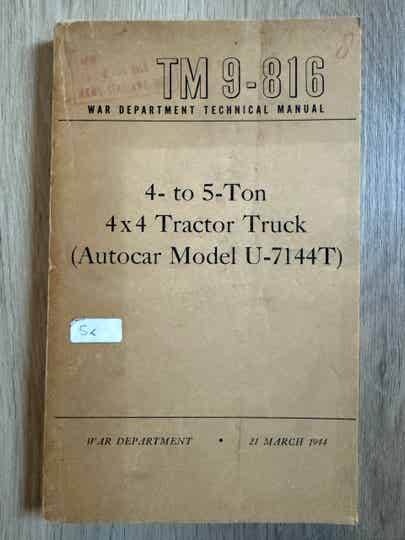 TM 9-816
WAR DEPARTMENT TECHNICAL MANUAL
8
4- to 5-Ton
4x4 Tractor Truck
(Autocar Model U-7144T)
WAR DEPARTMENT • 21 MARCH 1944